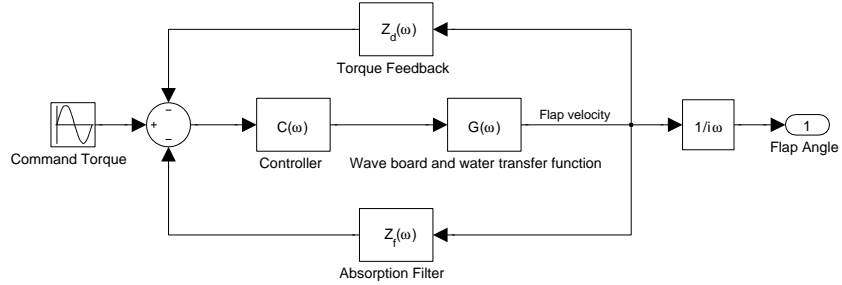 Z_d(ω)
Torque Feedback
−
+
−
Command Torque
C(ω)
Controller
G(ω)
Wave board and water transfer function
Flap velocity
1/iω
1
Flap Angle
Z_f(ω)
Absorption Filter